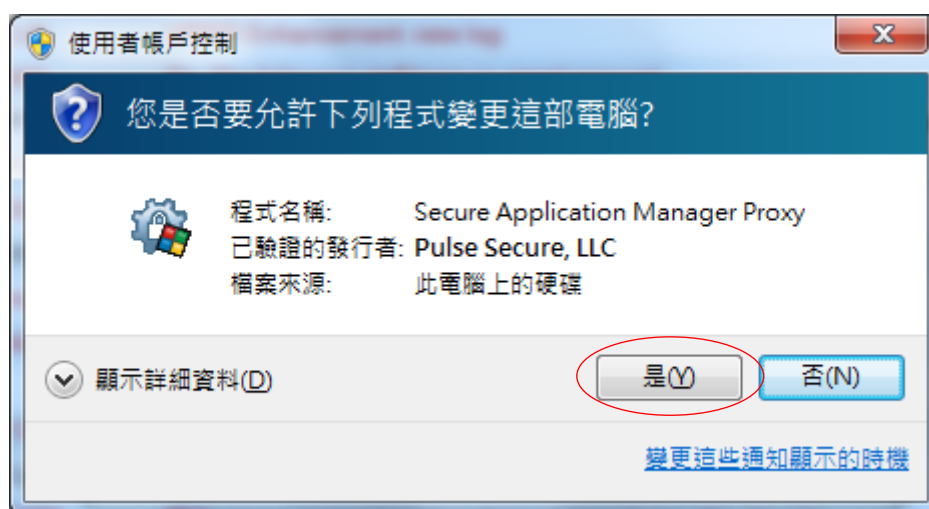 使用者帳戶控制
您是否要允許下列程式變更這部電腦?
程式名稱: Secure Application Manager Proxy
已驗證的發行者: Pulse Secure, LLC
檔案來源: 此電腦上的硬碟
顯示詳細資料(D) 是(Y) 否(N)
變更這些通知顯示的時機